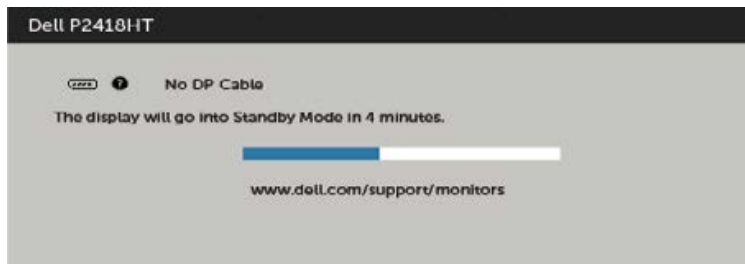 Dell P2418HT
? No DP Cable
The display will go into Standby Mode in 4 minutes.
www.dell.com/support/monitors